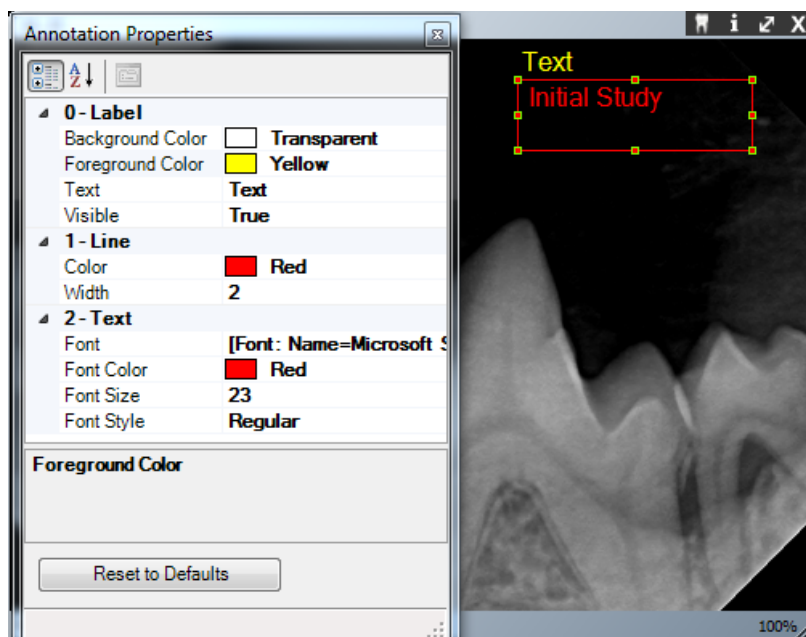 Annotation Properties
0-Label
Background Color Transparent
Foreground Color Yellow
Text Text
Visible True
1-Line
Color Red
Width 2
2-Text
Font [Font: Name=Microsoft S
Font Color Red
Font Size 23
Font Style Regular
Foreground Color
Reset to Defaults
Text
Initial Study
100%